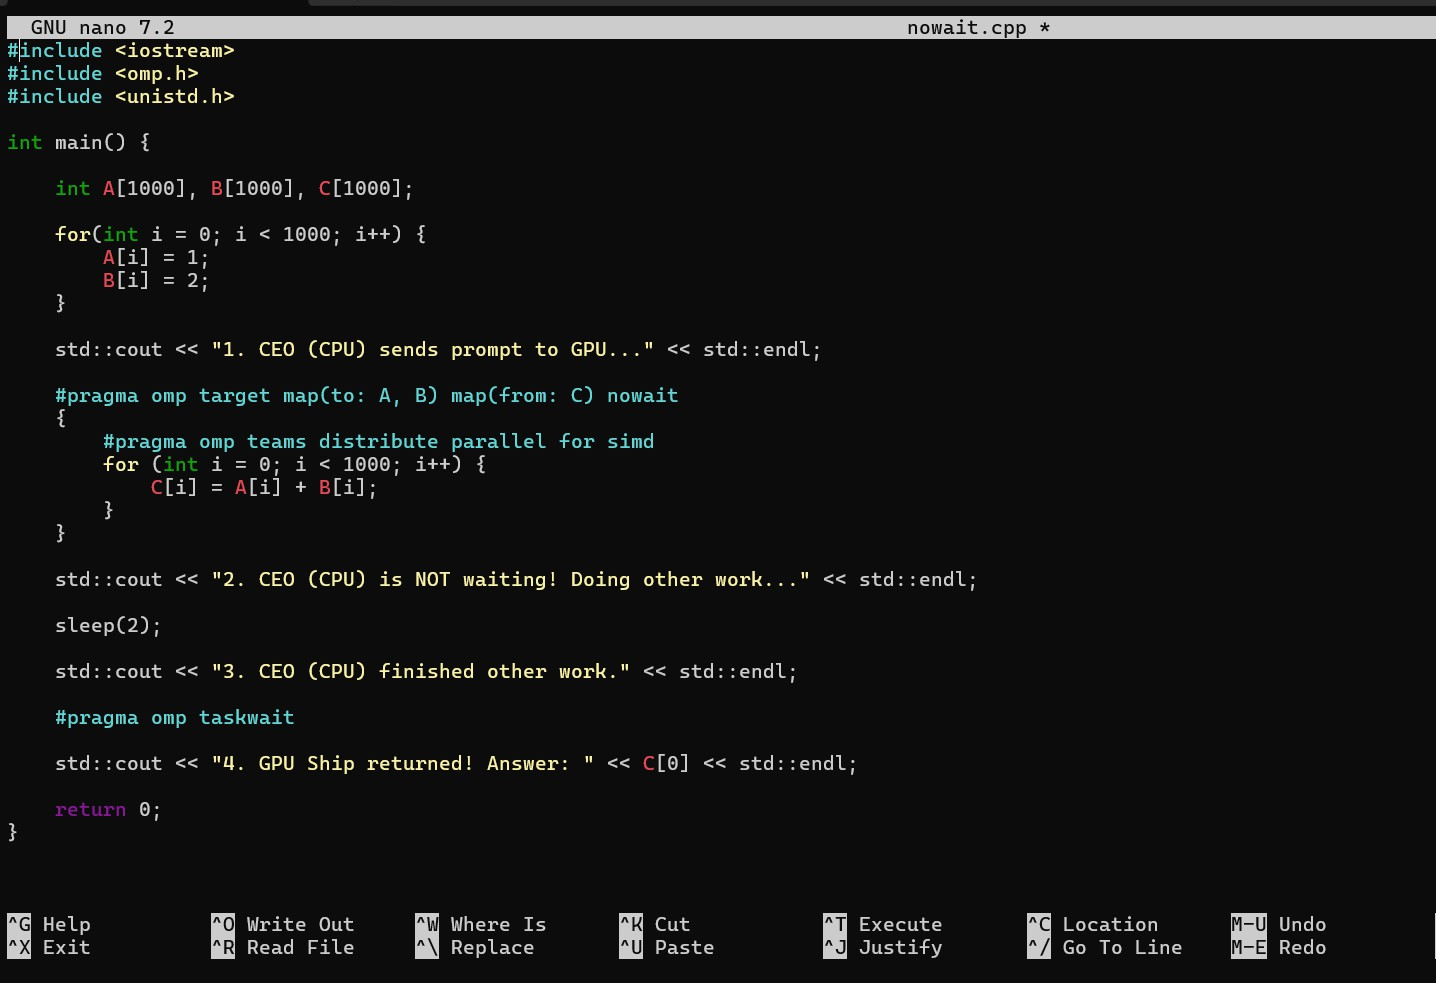 GNU nano 7.2 nowait.cpp *
#include <iostream>
#include <omp.h>
#include <unistd.h>
int main() {
    int A[1000], B[1000], C[1000];
    for(int i = 0; i < 1000; i++) {
        A[i] = 1;
        B[i] = 2;
    }
    std::cout << "1. CEO (CPU) sends prompt to GPU..." << std::endl;
    #pragma omp target map(to: A, B) map(from: C) nowait
    {
        #pragma omp teams distribute parallel for simd
        for (int i = 0; i < 1000; i++) {
            C[i] = A[i] + B[i];
        }
    }
    std::cout << "2. CEO (CPU) is NOT waiting! Doing other work..." << std::endl;
    sleep(2);
    std::cout << "3. CEO (CPU) finished other work." << std::endl;
    #pragma omp taskwait
    std::cout << "4. GPU Ship returned! Answer: " << C[0] << std::endl;
    return 0;
}
^G Help ^O Write Out ^W Where Is ^K Cut ^T Execute ^C Location M-U Undo
^X Exit ^R Read File ^\ Replace ^U Paste ^J Justify ^/ Go To Line M-E Redo